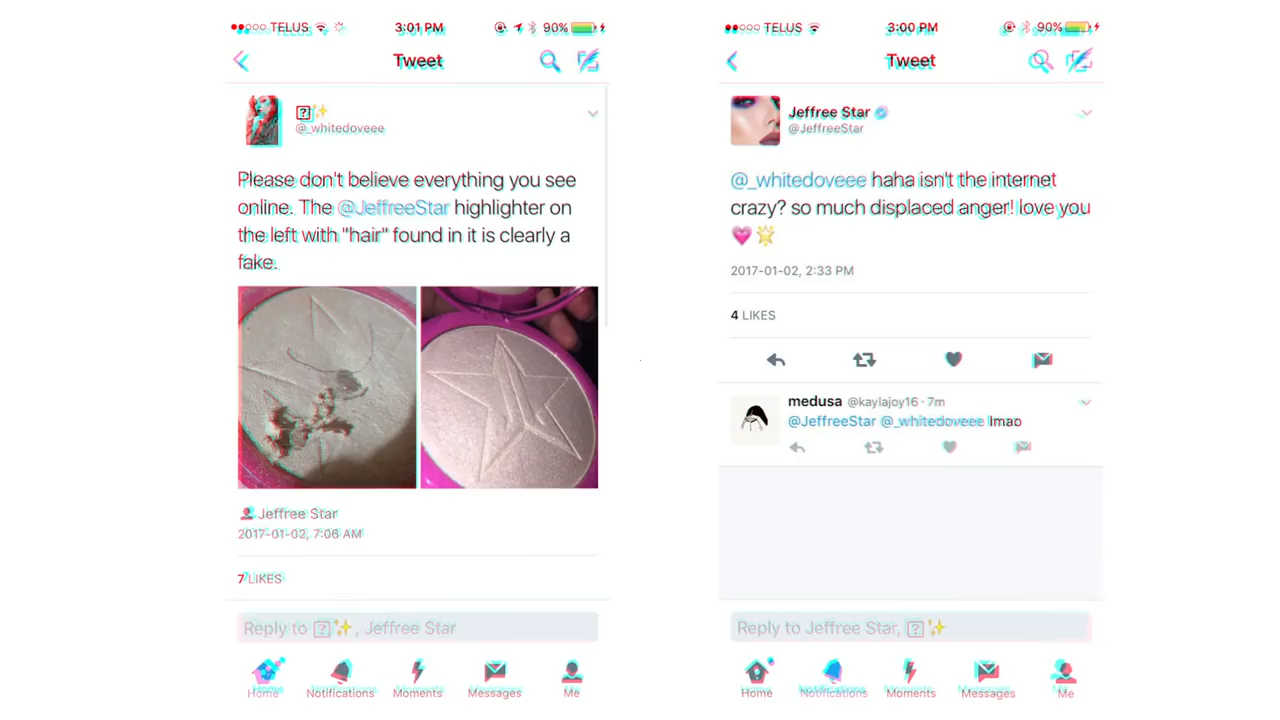 TELUS 3:01 PM 90%
Tweet
@_whitedoveee
Please don't believe everything you see
online. The @JeffreeStar highlighter on
the left with "hair" found in it is clearly a
fake.
Jeffree Star
2017-01-02, 7:06 AM
7 LIKES
Reply to , Jeffree Star
Home Notifications Moments Messages Me
TELUS 3:00 PM 90%
Tweet
Jeffree Star
@JeffreeStar
@_whitedoveee haha isn't the internet
crazy? so much displaced anger! love you
💗🌟
2017-01-02, 2:33 PM
4 LIKES
medusa @kaylajoy16 · 7m
@JeffreeStar @_whitedoveee lmao
Reply to Jeffree Star, ✨
Home Notifications Moments Messages Me